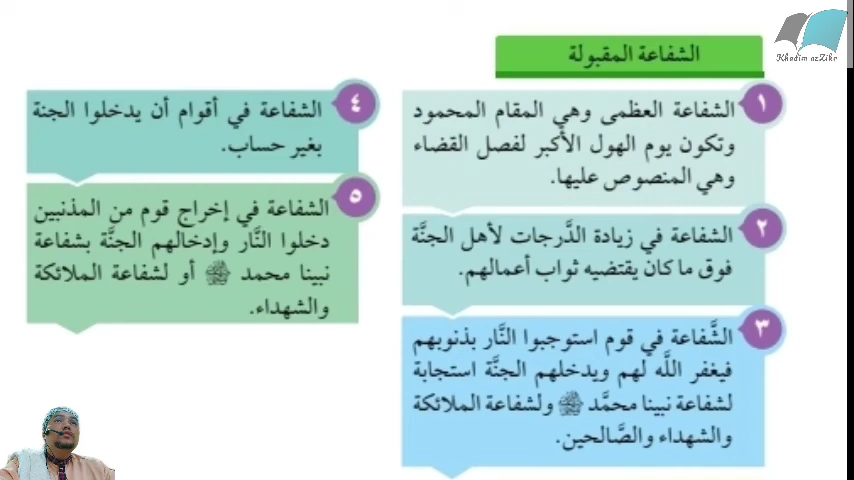 Khadim azZikr
الشفاعة المقبولة
١
الشفاعة العظمى وهي المقام المحمود
وتكون يوم الهول الأكبر لفصل القضاء
وهي المنصوص عليها.
٢
الشفاعة في زيادة الدَّرجات لأهل الجنَّة
فوق ما كان يقتضيه ثواب أعمالهم.
٣
الشَّفاعة في قوم استوجبوا النَّار بذنوبهم
فيغفر اللَّه لهم ويدخلهم الجنَّة استجابة
لشفاعة نبينا محمَّد ﷺ ولشفاعة الملائكة
والشهداء والصَّالحين.
٤
الشفاعة في أقوام أن يدخلوا الجنة
بغير حساب.
٥
الشفاعة في إخراج قوم من المذنبين
دخلوا النَّار وإدخالهم الجنَّة بشفاعة
نبينا محمد ﷺ أو لشفاعة الملائكة
والشهداء.